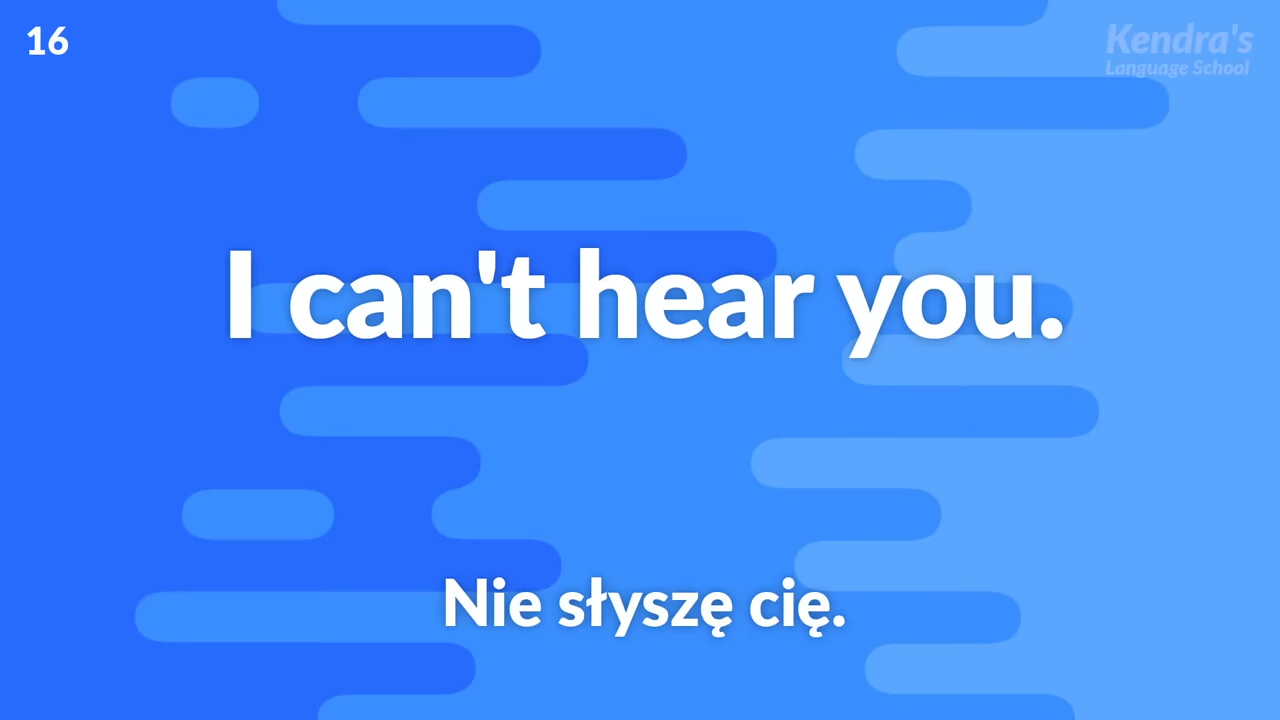 16
Kendra's
Language School
I can't hear you.
Nie słyszę cię.